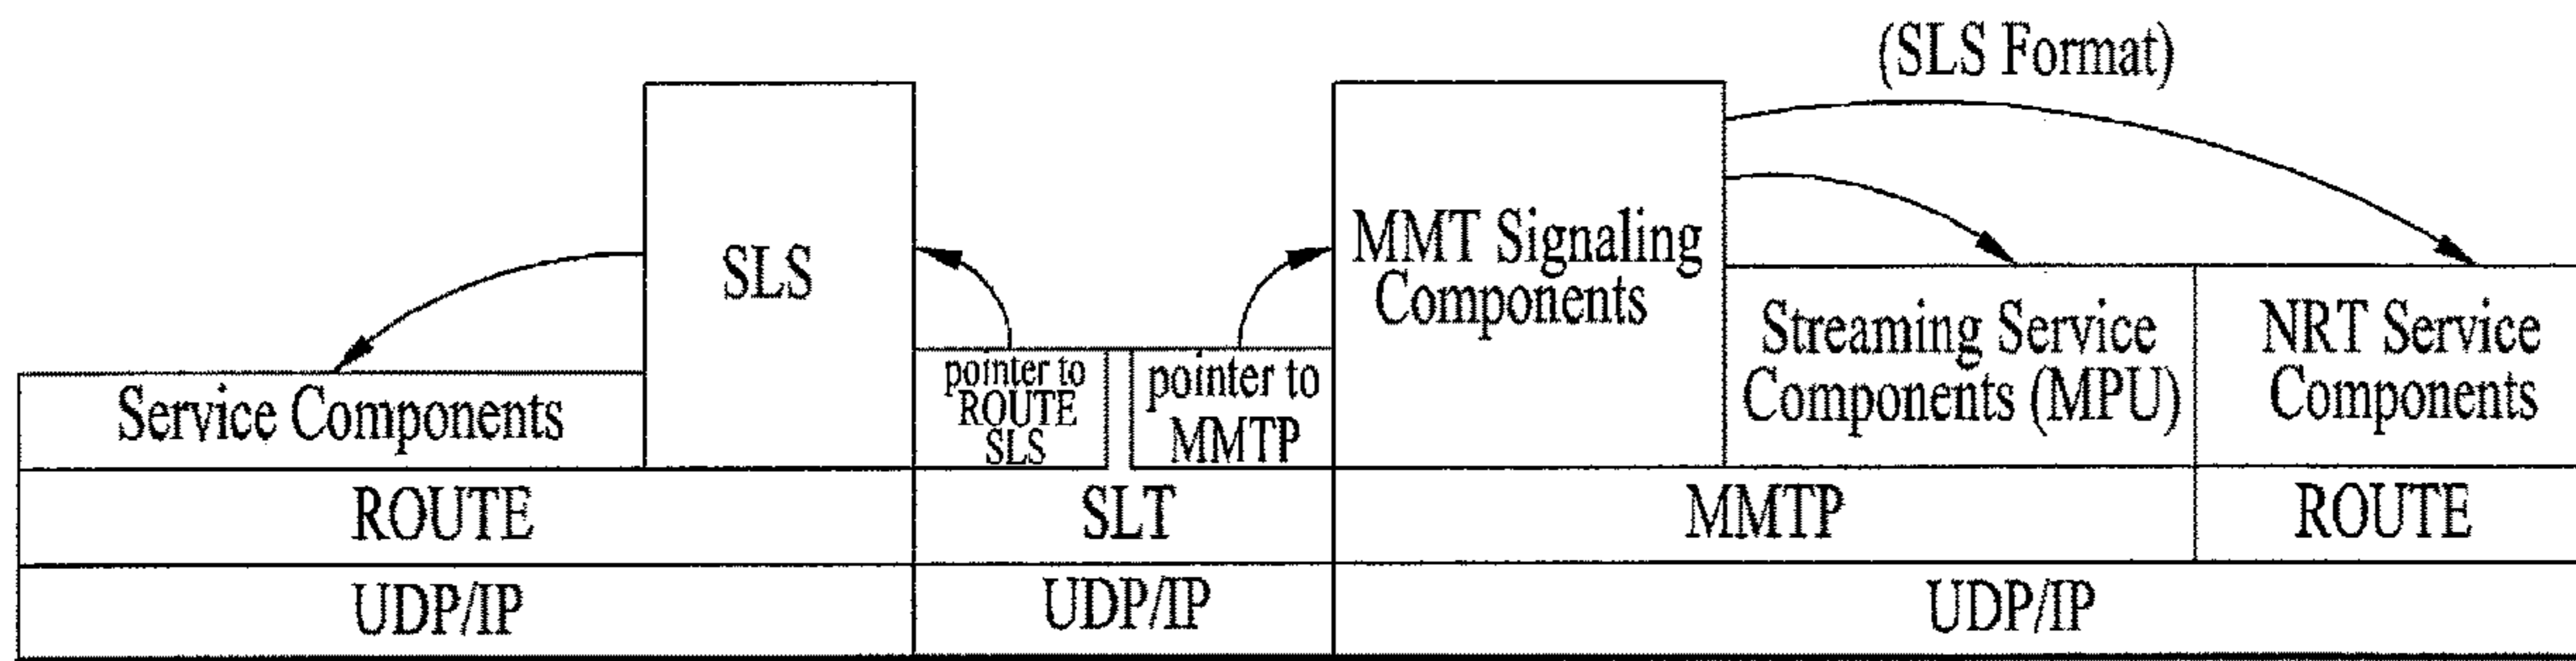 (SLS Format)
SLS
MMT Signaling
Components
Service Components
pointer to
ROUTE
SLS
pointer to
MMTP
Streaming Service
Components (MPU)
NRT Service
Components
ROUTE
SLT
MMTP
ROUTE
UDP/IP
UDP/IP
UDP/IP